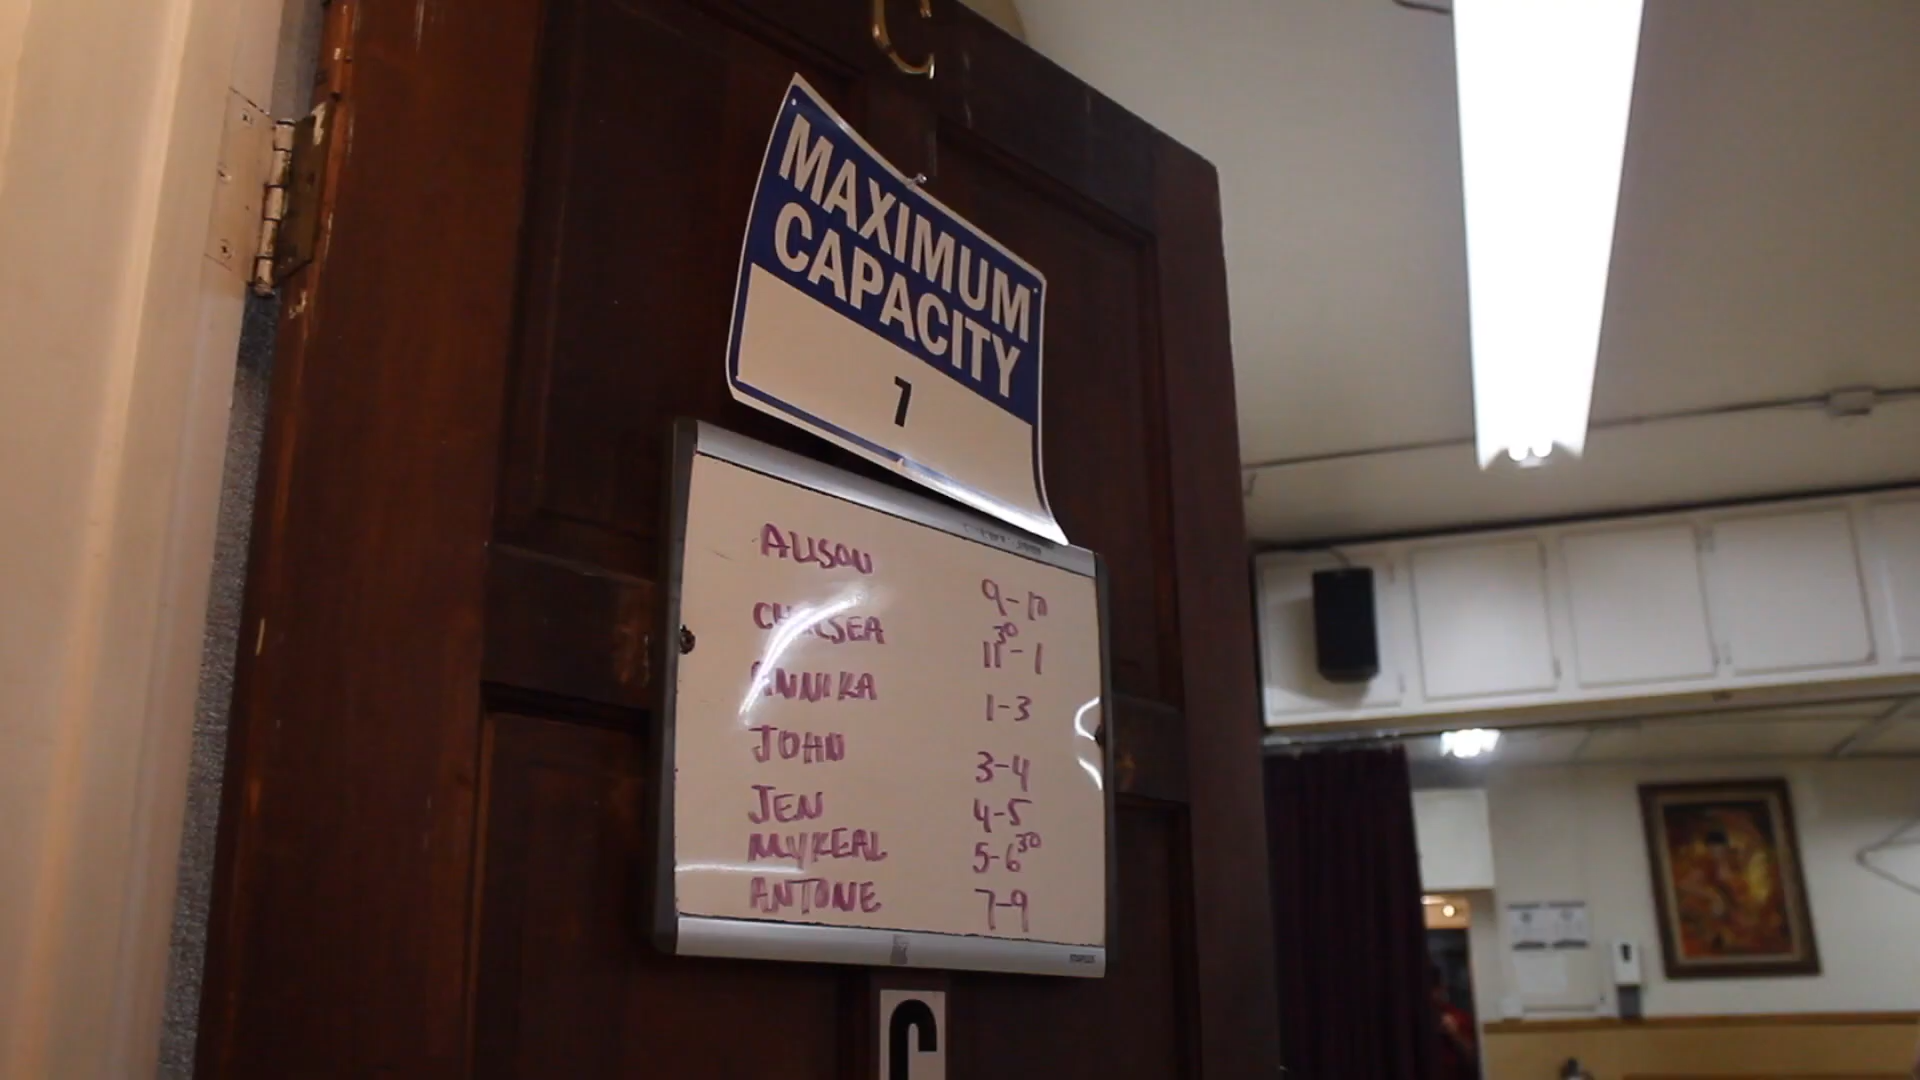 C
MAXIMUM
CAPACITY
7
ALISON 9-10
CHELSEA 11³⁰-1
ANNIKA 1-3
JOHN 3-4
JEN 4-5
MYKEAL 5-6³⁰
ANTONE 7-9
C